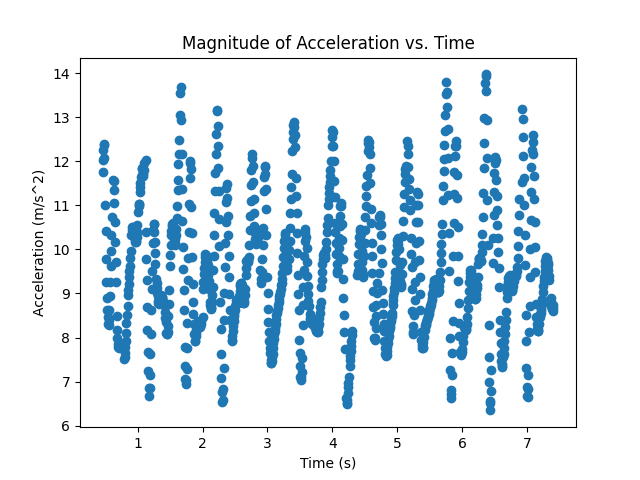 Magnitude of Acceleration vs. Time
14
13
12
11
10
9
8
7
6
Acceleration (m/s^2)
1 2 3 4 5 6 7
Time (s)